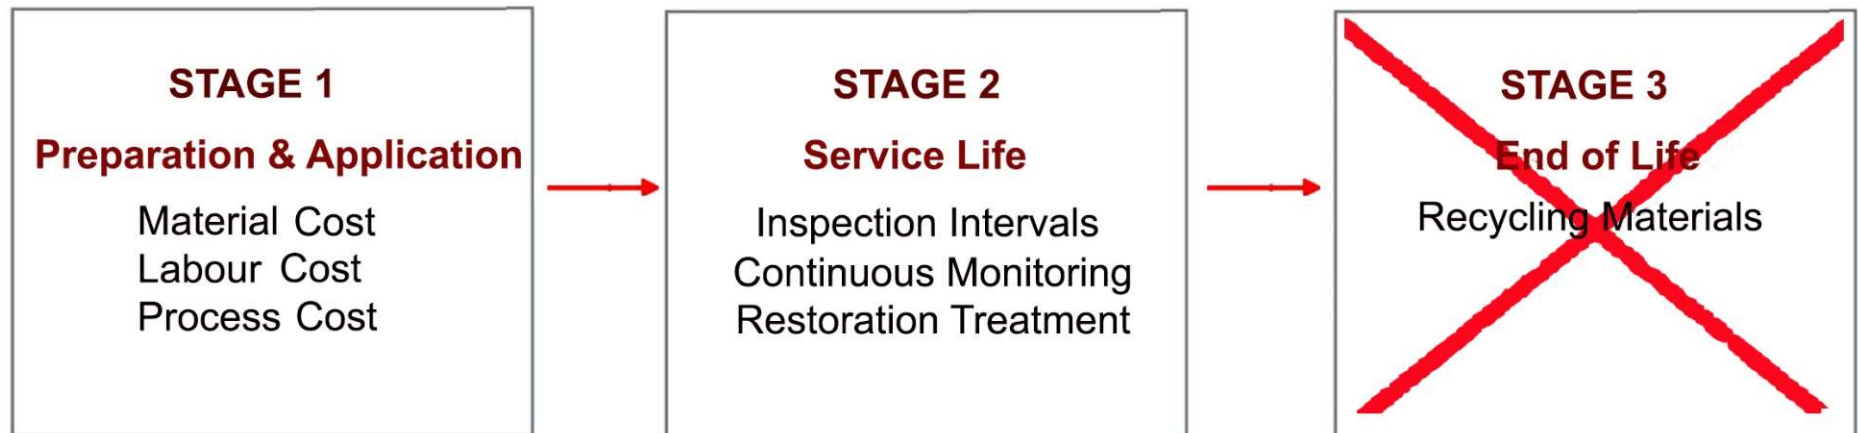 STAGE 1
Preparation & Application
Material Cost
Labour Cost
Process Cost
STAGE 2
Service Life
Inspection Intervals
Continuous Monitoring
Restoration Treatment
STAGE 3
End of Life
Recycling Materials